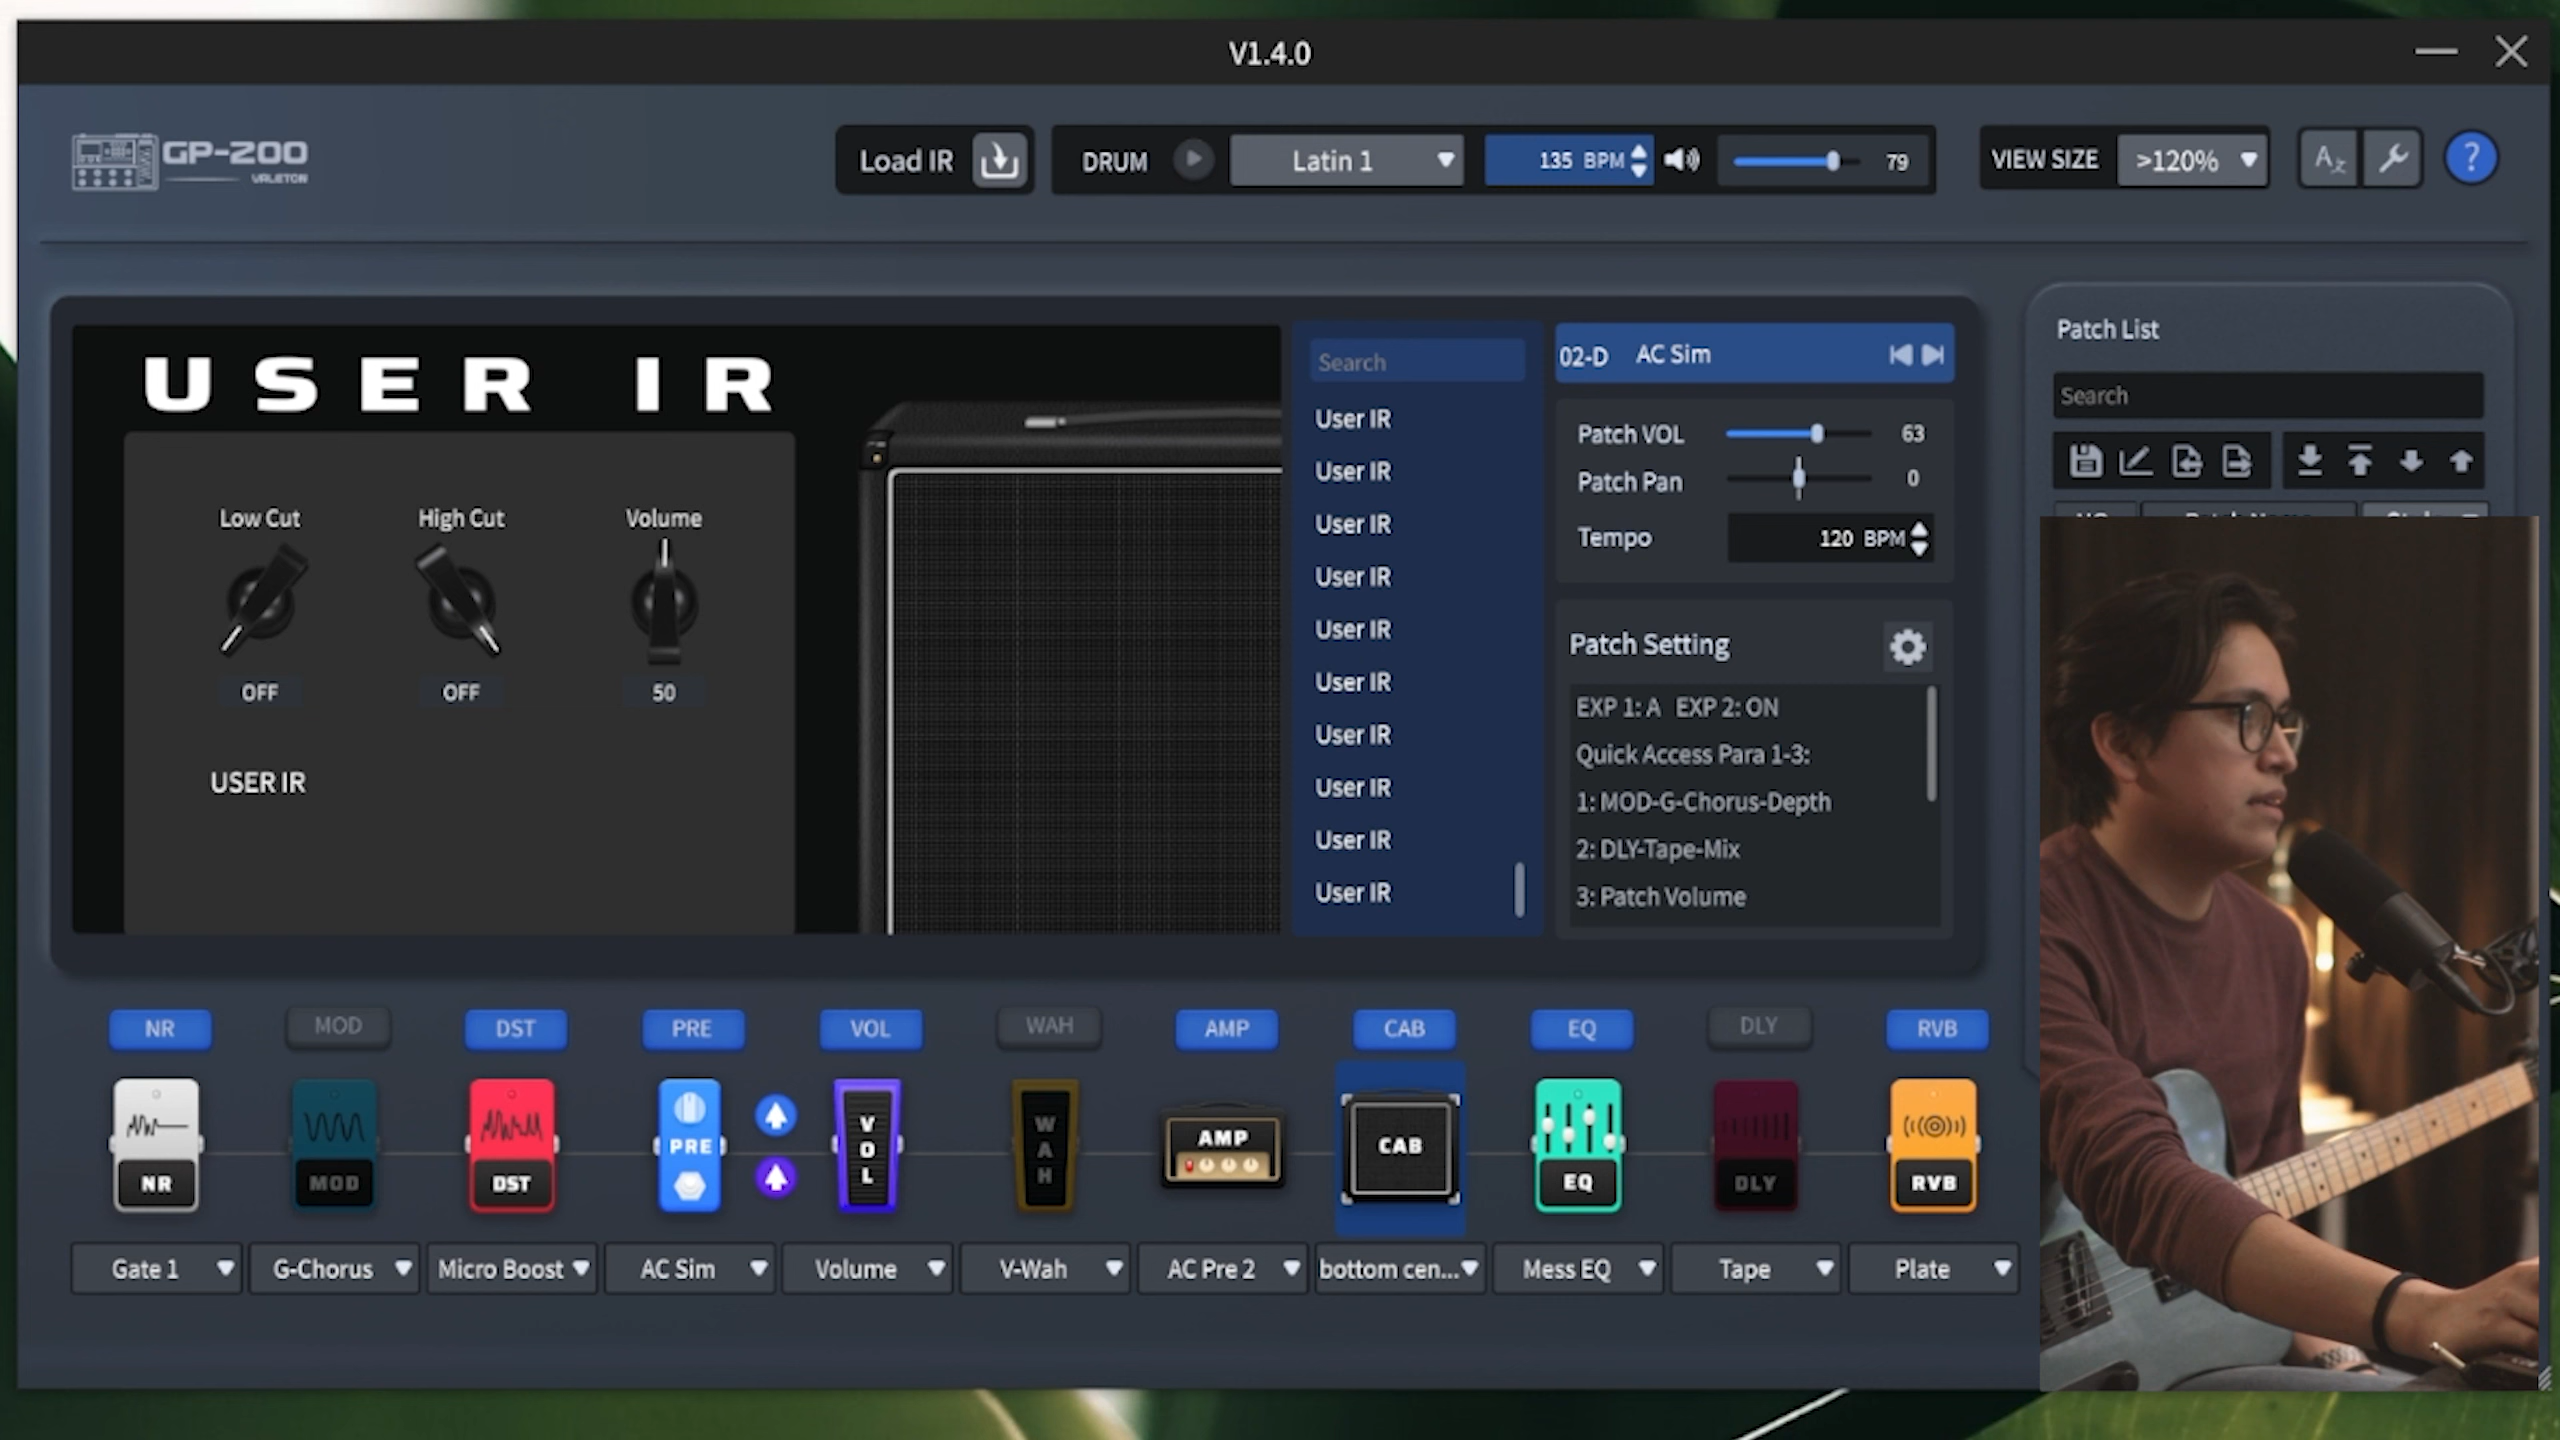 V1.4.0
GP-200
VALETON
Load IR
DRUM
Latin 1
135 BPM
79
VIEW SIZE
>120%
?
USER IR
Low Cut
High Cut
Volume
OFF
OFF
50
USER IR
Search
User IR
User IR
User IR
User IR
User IR
User IR
User IR
User IR
User IR
User IR
02-D AC Sim
Patch VOL 63
Patch Pan 0
Tempo 120 BPM
Patch Setting
EXP 1: A EXP 2: ON
Quick Access Para 1-3:
1: MOD-G-Chorus-Depth
2: DLY-Tape-Mix
3: Patch Volume
Patch List
Search
NR MOD DST PRE VOL WAH AMP CAB EQ DLY RVB
NR MOD DST PRE VOL WAH AMP CAB EQ DLY RVB
Gate 1 G-Chorus Micro Boost AC Sim Volume V-Wah AC Pre 2 bottom cen... Mess EQ Tape Plate